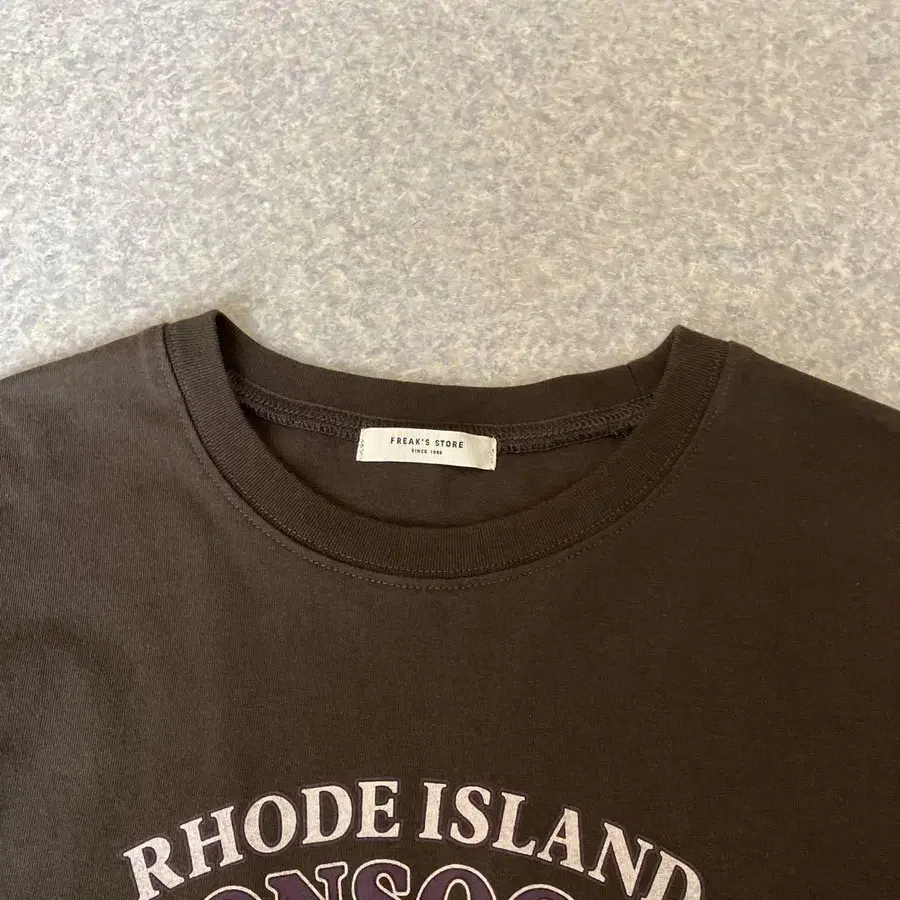 FREAK'S STORE
SINCE 1986
RHODE ISLAND